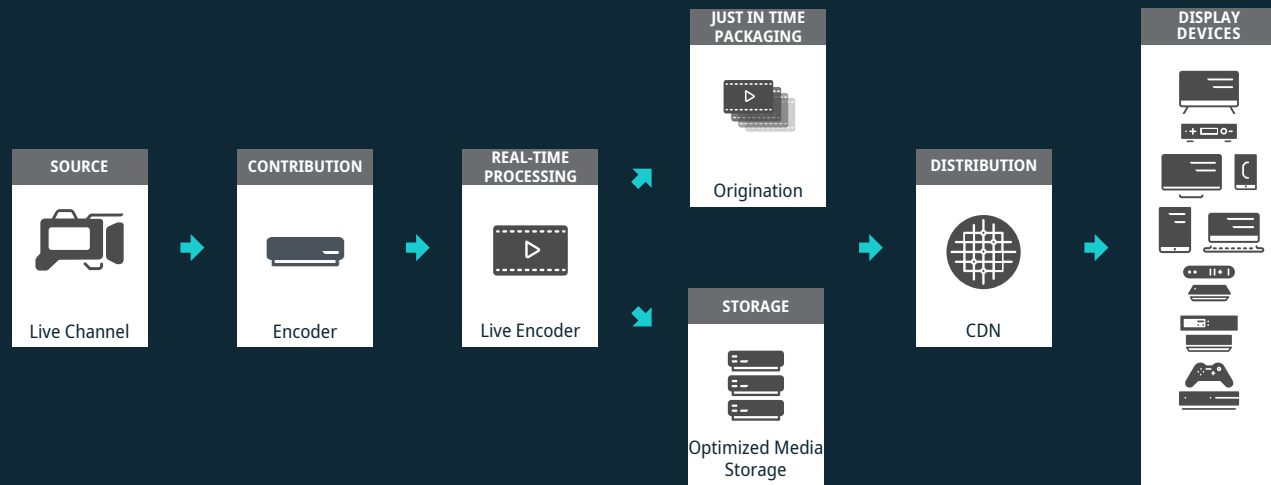 SOURCE
Live Channel
CONTRIBUTION
Encoder
REAL-TIME
PROCESSING
Live Encoder
JUST IN TIME
PACKAGING
Origination
STORAGE
Optimized Media
Storage
DISTRIBUTION
CDN
DISPLAY
DEVICES